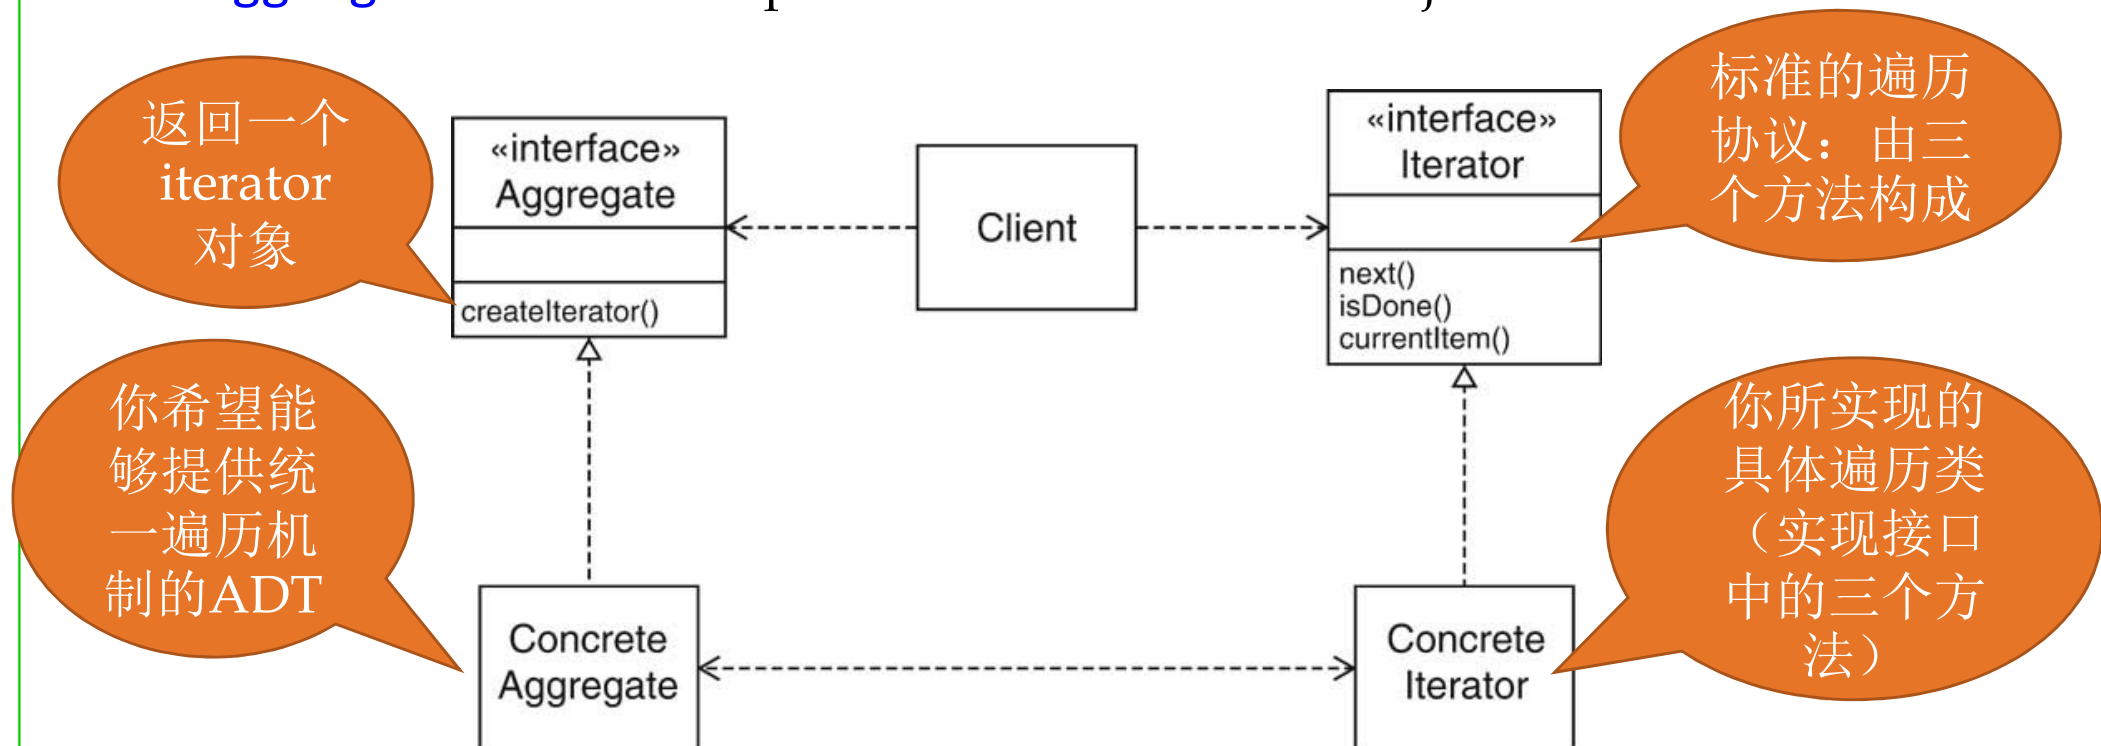 返回一个
iterator
对象
«interface»
Aggregate
createIterator()
Client
«interface»
Iterator
next()
isDone()
currentItem()
标准的遍历
协议：由三
个方法构成
你希望能
够提供统
一遍历机
制的ADT
Concrete
Aggregate
Concrete
Iterator
你所实现的
具体遍历类
（实现接口
中的三个方
法）